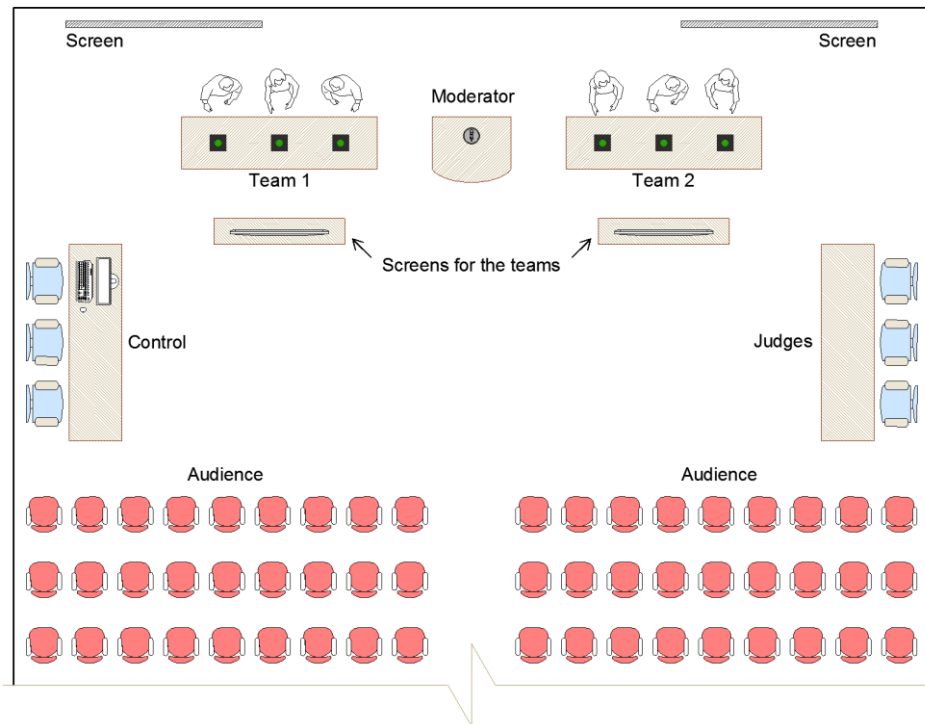 Screen
Screen
Moderator
Team 1
Team 2
Screens for the teams
Control
Judges
Audience
Audience